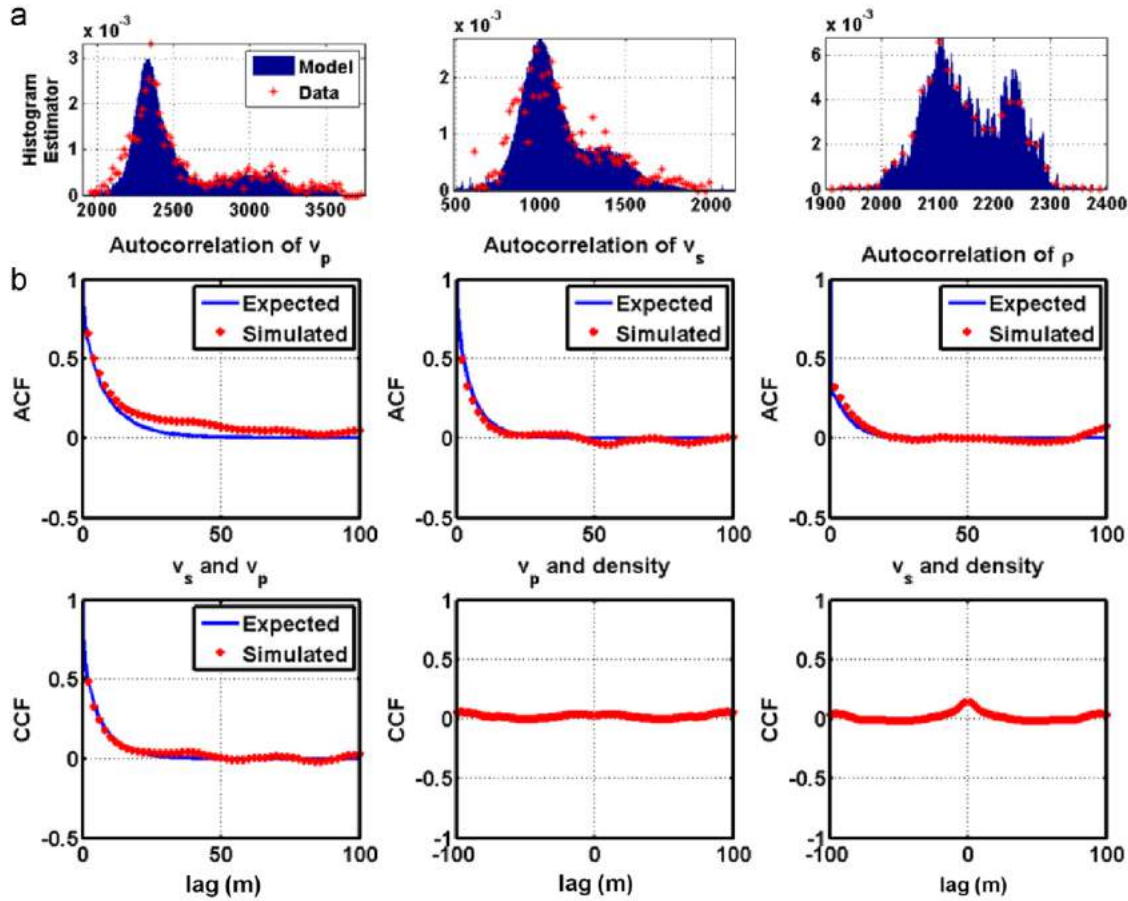 a
x 10⁻³
x 10⁻³
x 10⁻³
Histogram
Estimator
3
2
1
0
Model
Data
2000 2500 3000 3500
2
1
0
500 1000 1500 2000
6
4
2
0
1900 2000 2100 2200 2300 2400
b
Autocorrelation of vₚ
Autocorrelation of vₛ
Autocorrelation of ρ
ACF
1
0.5
0
-0.5
Expected
Simulated
0 50 100
ACF
1
0.5
0
-0.5
Expected
Simulated
0 50 100
ACF
1
0.5
0
-0.5
Expected
Simulated
0 50 100
vₛ and vₚ
vₚ and density
vₛ and density
CCF
1
0.5
0
-0.5
Expected
Simulated
0 50 100
lag (m)
CCF
1
0.5
0
-0.5
-1
-100 0 100
lag (m)
CCF
1
0.5
0
-0.5
-1
-100 0 100
lag (m)